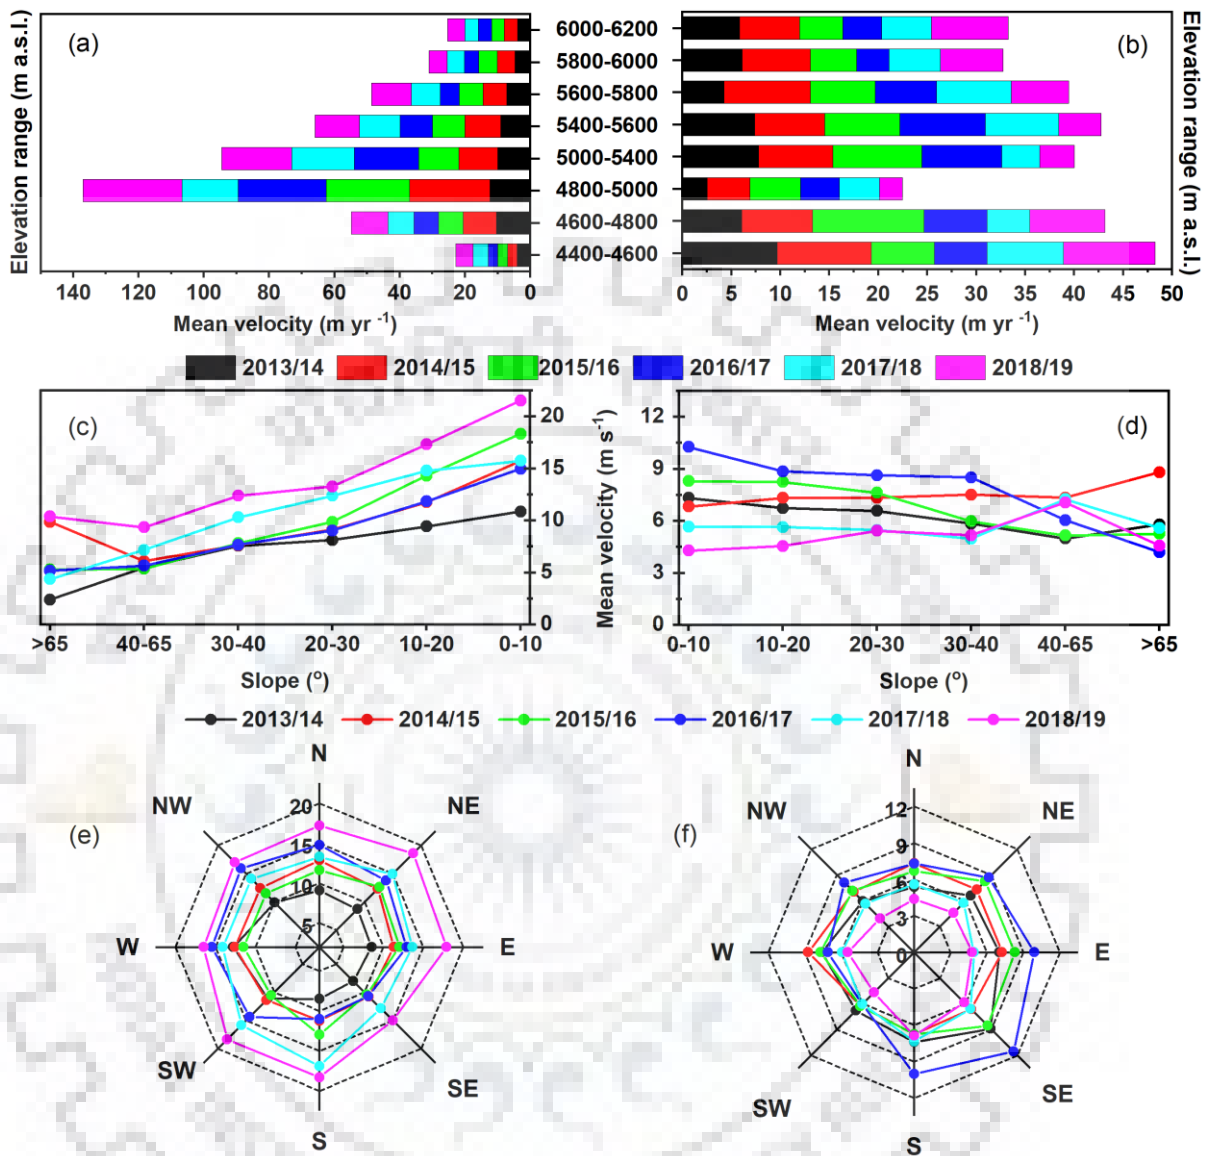 (a)
(b)
Elevation range (m a.s.l.)
Elevation range (m a.s.l.)
6000-6200
5800-6000
5600-5800
5400-5600
5000-5400
4800-5000
4600-4800
4400-4600
140 120 100 80 60 40 20 0
0 5 10 15 20 25 30 35 40 45 50
Mean velocity (m yr -1)
Mean velocity (m yr -1)
2013/14 2014/15 2015/16 2016/17 2017/18 2018/19
(c)
20
15
10
5
0
>65 40-65 30-40 20-30 10-20 0-10
Slope (o)
Mean velocity (m s-1)
(d)
12
9
6
3
0
0-10 10-20 20-30 30-40 40-65 >65
Slope (o)
2013/14 2014/15 2015/16 2016/17 2017/18 2018/19
(e)
N
NE
E
SE
S
SW
W
NW
20
15
10
5
(f)
N
NE
E
SE
S
SW
W
NW
12
9
6
3
0